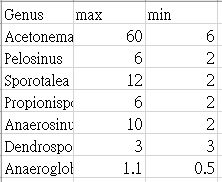 Genus max min
Acetonema 60 6
Pelosinus 6 2
Sporotalea 12 2
Propionispo 6 2
Anaerosinu 10 2
Dendrospo 3 3
Anaeroglob 1.1 0.5